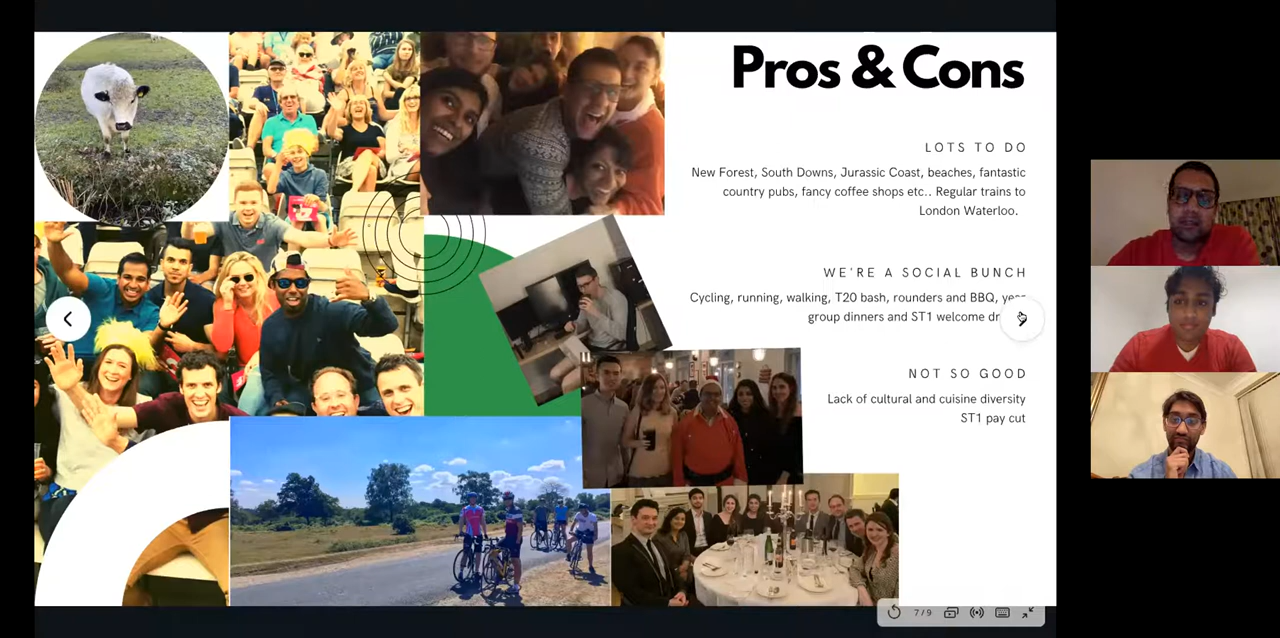 Pros & Cons
LOTS TO DO
New Forest, South Downs, Jurassic Coast, beaches, fantastic
country pubs, fancy coffee shops etc.. Regular trains to
London Waterloo.
WE'RE A SOCIAL BUNCH
Cycling, running, walking, T20 bash, rounders and BBQ, year
group dinners and ST1 welcome
NOT SO GOOD
Lack of cultural and cuisine diversity
ST1 pay cut
7/9